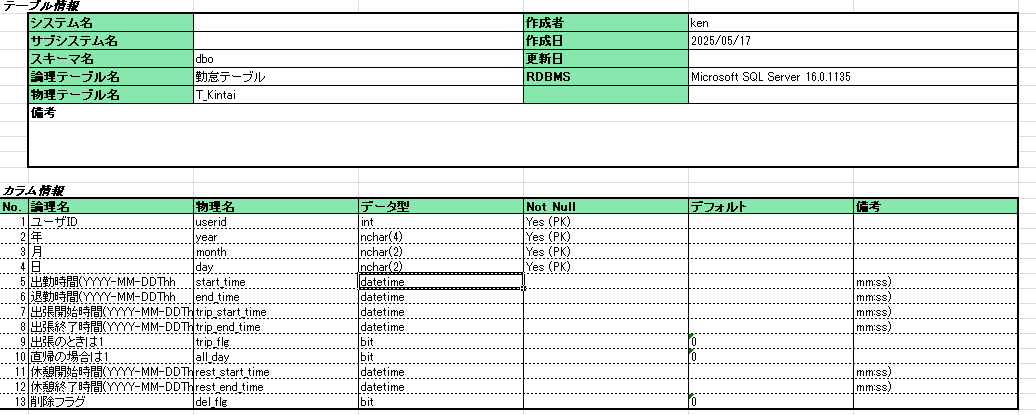 テーブル情報
システム名 作成者 ken
サブシステム名 作成日 2025/05/17
スキーマ名 dbo 更新日
論理テーブル名 勤怠テーブル RDBMS Microsoft SQL Server 16.0.1135
物理テーブル名 T_Kintai
備考
カラム情報
No. 論理名 物理名 データ型 Not Null デフォルト 備考
1 ユーザID userid int Yes (PK)
2 年 year nchar(4) Yes (PK)
3 月 month nchar(2) Yes (PK)
4 日 day nchar(2) Yes (PK)
5 出勤時間(YYYY-MM-DDThh start_time datetime mm:ss)
6 退勤時間(YYYY-MM-DDThh end_time datetime mm:ss)
7 出張開始時間(YYYY-MM-DDTh trip_start_time datetime mm:ss)
8 出張終了時間(YYYY-MM-DDTh trip_end_time datetime mm:ss)
9 出張のときは1 trip_flg bit 0
10 直帰の場合は1 all_day bit 0
11 休憩開始時間(YYYY-MM-DDTh rest_start_time datetime mm:ss)
12 休憩終了時間(YYYY-MM-DDTh rest_end_time datetime mm:ss)
13 削除フラグ del_flg bit 0